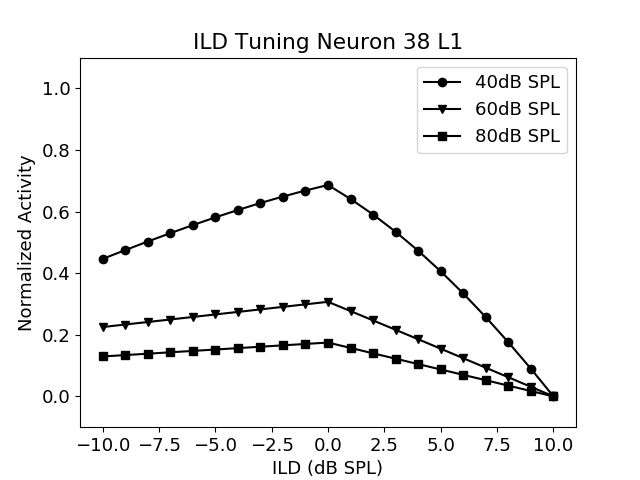 ILD Tuning Neuron 38 L1
40dB SPL
60dB SPL
80dB SPL
1.0
0.8
0.6
0.4
0.2
0.0
Normalized Activity
−10.0 −7.5 −5.0 −2.5 0.0 2.5 5.0 7.5 10.0
ILD (dB SPL)